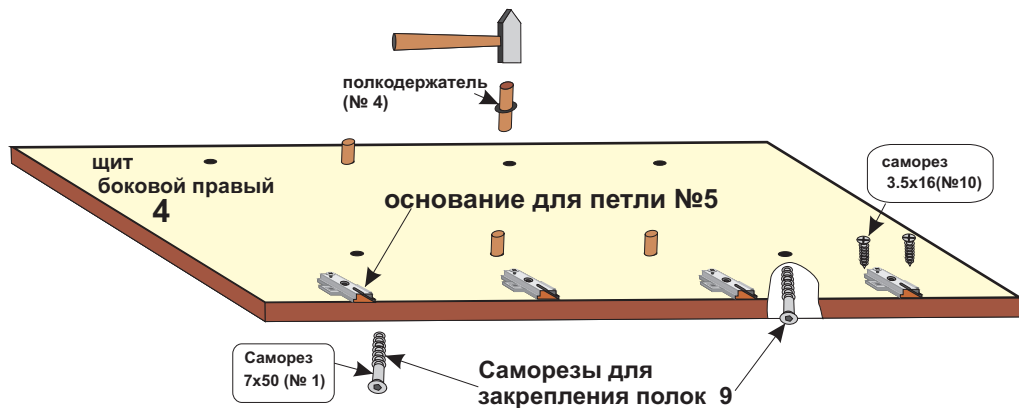 полкодержатель
(№ 4)
щит
боковой правый
4
основание для петли №5
саморез
3.5х16(№10)
Саморез
7х50 (№ 1)
Саморезы для
закрепления полок 9